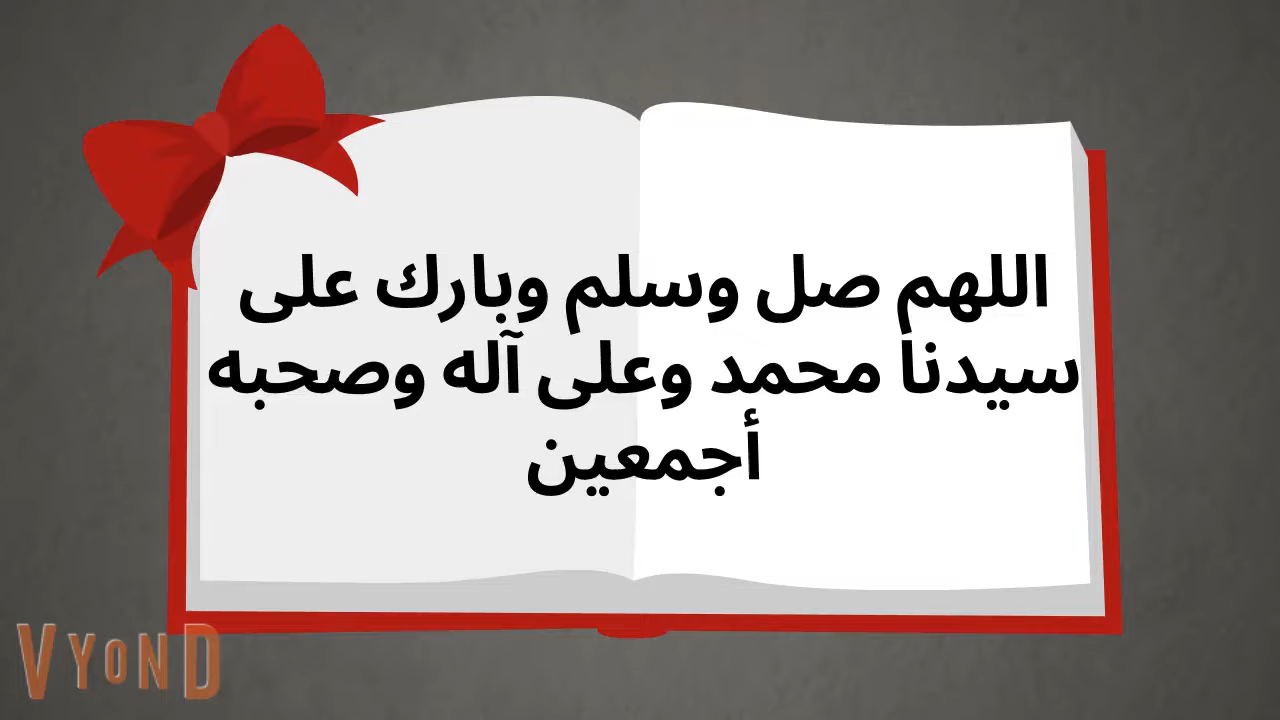 اللهم صل وسلم وبارك على
سيدنا محمد وعلى آله وصحبه
أجمعين
VYOND